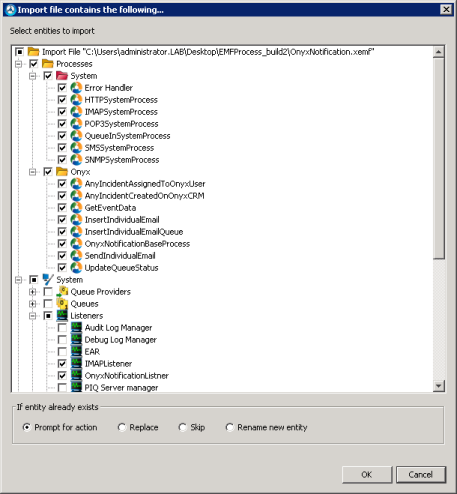 Import file contains the following...
Select entities to import
Import File "C:\Users\administrator.LAB\Desktop\EMFProcess_build2\OnyxNotification.xemf"
Processes
System
Error Handler
HTTPSystemProcess
IMAPSystemProcess
POP3SystemProcess
QueueInSystemProcess
SMSSystemProcess
SNMPSystemProcess
Onyx
AnyIncidentAssignedToOnyxUser
AnyIncidentCreatedOnOnyxCRM
GetEventData
InsertIndividualEmail
InsertIndividualEmailQueue
OnyxNotificationBaseProcess
SendIndividualEmail
UpdateQueueStatus
System
Queue Providers
Queues
Listeners
Audit Log Manager
Debug Log Manager
EAR
IMAPListener
OnyxNotificationListner
PIQ Server manager
If entity already exists
Prompt for action Replace Skip Rename new entity
OK Cancel